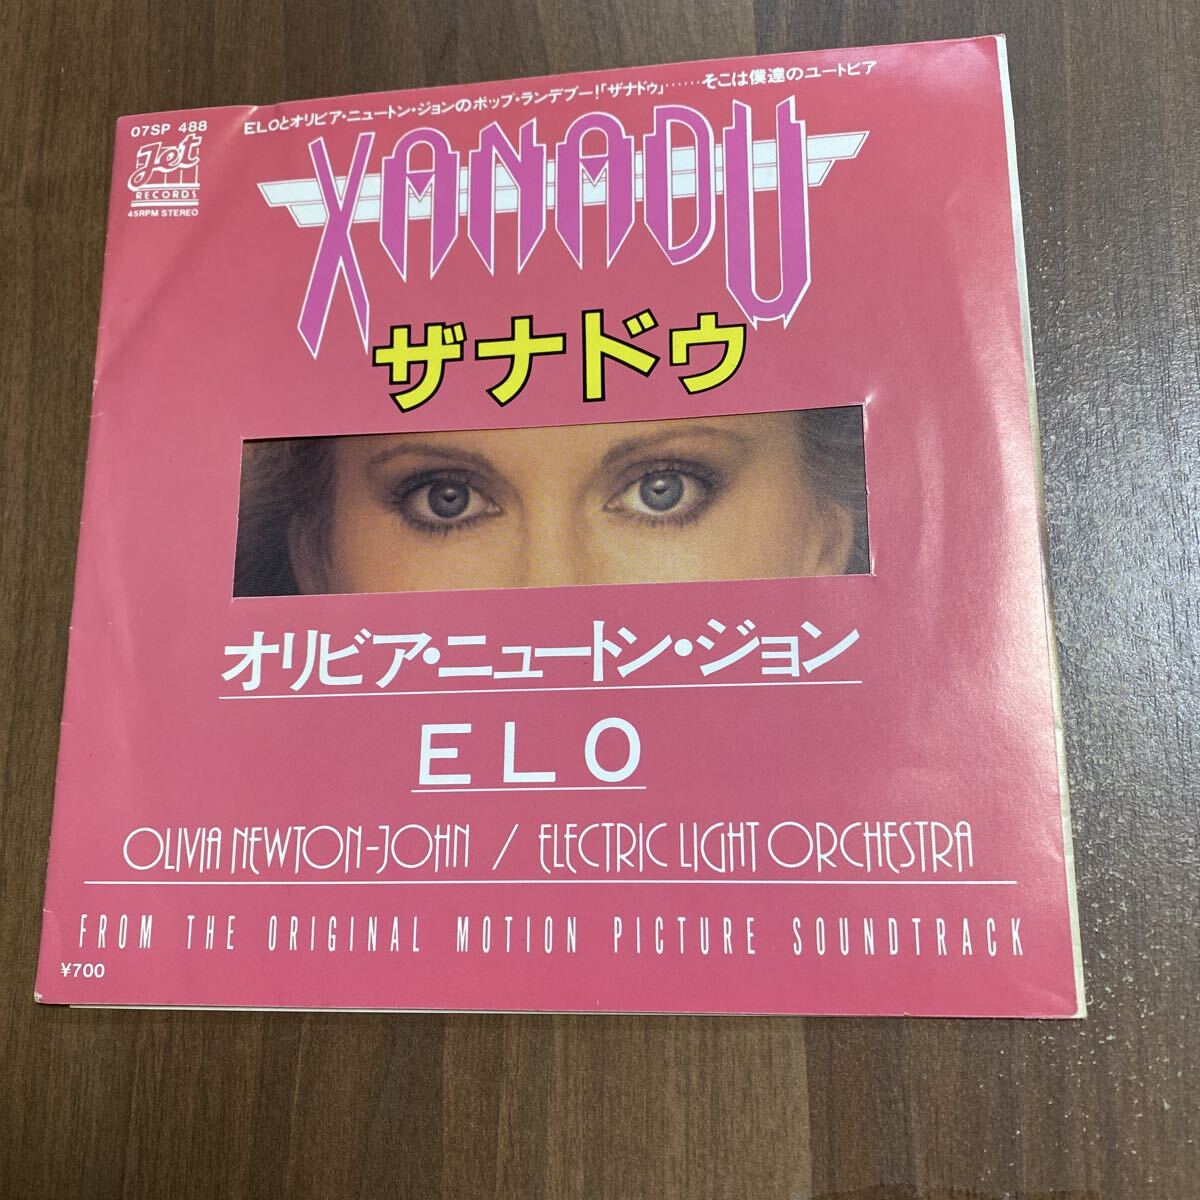 ELOとオリビア・ニュートン・ジョンのポップ・ランデブー!「ザナドゥ」……そこは僕達のユートピア
07SP 488
Jet
RECORDS
45RPM STEREO
XANADU
ザナドゥ
オリビア・ニュートン・ジョン
ELO
OLIVIA NEWTON-JOHN / ELECTRIC LIGHT ORCHESTRA
FROM THE ORIGINAL MOTION PICTURE SOUNDTRACK
¥700